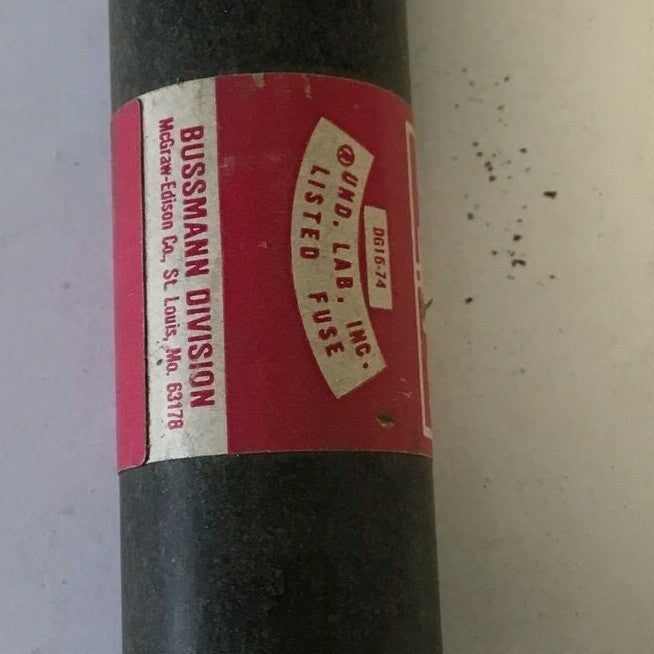 BUSSMANN DIVISION
McGraw-Edison Co., St. Louis, Mo. 63178
UND. LAB. INC.
LISTED FUSE
DG16-74